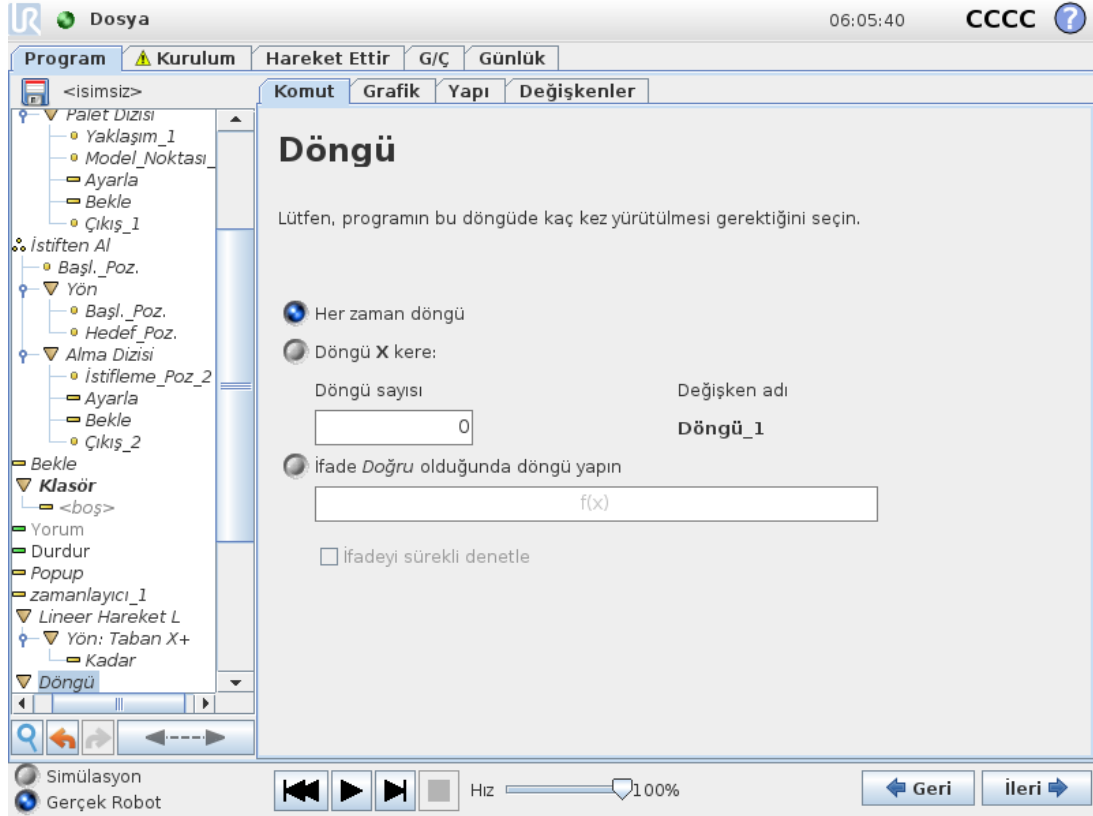 UR Dosya 06:05:40 CCCC ?
Program Kurulum Hareket Ettir G/Ç Günlük
<isimsiz>
Komut Grafik Yapı Değişkenler
Palet Dizisi
Yaklaşım_1
Model_Noktası_
Ayarla
Bekle
Çıkış_1
İstiften Al
Başl._Poz.
Yön
Başl._Poz.
Hedef_Poz.
Alma Dizisi
İstifleme_Poz_2
Ayarla
Bekle
Çıkış_2
Bekle
Klasör
<boş>
Yorum
Durdur
Popup
zamanlayıcı_1
Lineer Hareket L
Yön: Taban X+
Kadar
Döngü
Döngü
Lütfen, programın bu döngüde kaç kez yürütülmesi gerektiğini seçin.
Her zaman döngü
Döngü X kere:
Döngü sayısı Değişken adı
0 Döngü_1
İfade Doğru olduğunda döngü yapın
f(x)
İfadeyi sürekli denetle
Simülasyon
Gerçek Robot
Hız 100%
Geri İleri